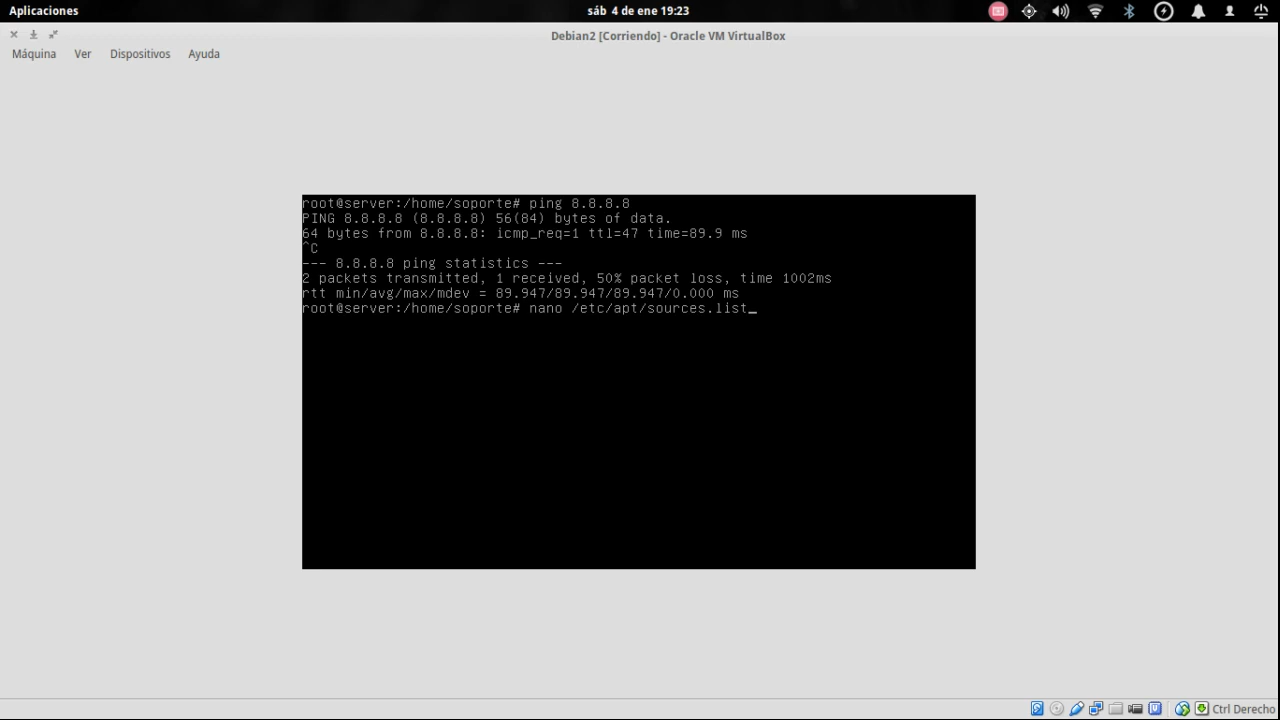 Aplicaciones
sáb 4 de ene 19:23
Debian2 [Corriendo] - Oracle VM VirtualBox
Máquina Ver Dispositivos Ayuda
root@server:/home/soporte# ping 8.8.8.8
PING 8.8.8.8 (8.8.8.8) 56(84) bytes of data.
64 bytes from 8.8.8.8: icmp_req=1 ttl=47 time=89.9 ms
^C
--- 8.8.8.8 ping statistics ---
2 packets transmitted, 1 received, 50% packet loss, time 1002ms
rtt min/avg/max/mdev = 89.947/89.947/89.947/0.000 ms
root@server:/home/soporte# nano /etc/apt/sources.list_
Ctrl Derecho